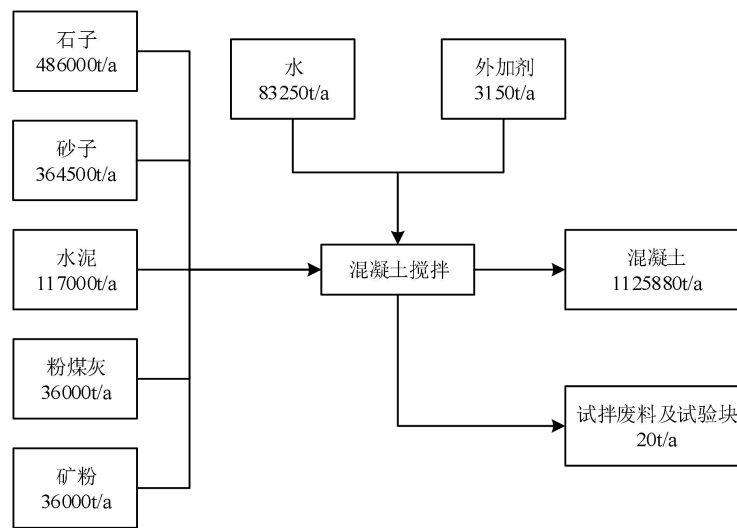 石子
486000t/a
水
83250t/a
外加剂
3150t/a
砂子
364500t/a
水泥
117000t/a
混凝土搅拌
混凝土
1125880t/a
粉煤灰
36000t/a
试拌废料及试验块
20t/a
矿粉
36000t/a